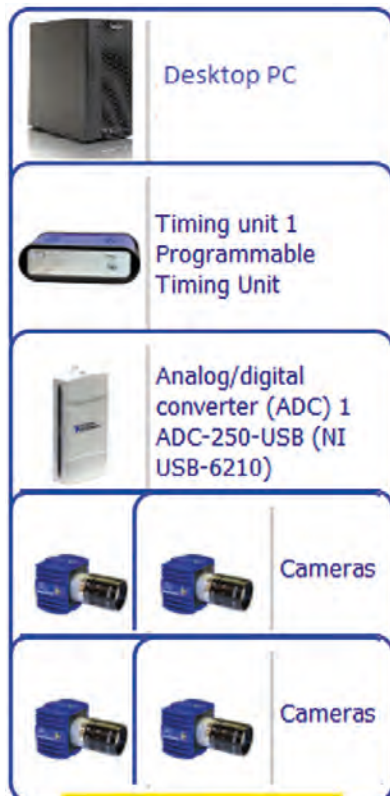 Desktop PC
Timing unit 1
Programmable
Timing Unit
Analog/digital
converter (ADC) 1
ADC-250-USB (NI
USB-6210)
Cameras
Cameras